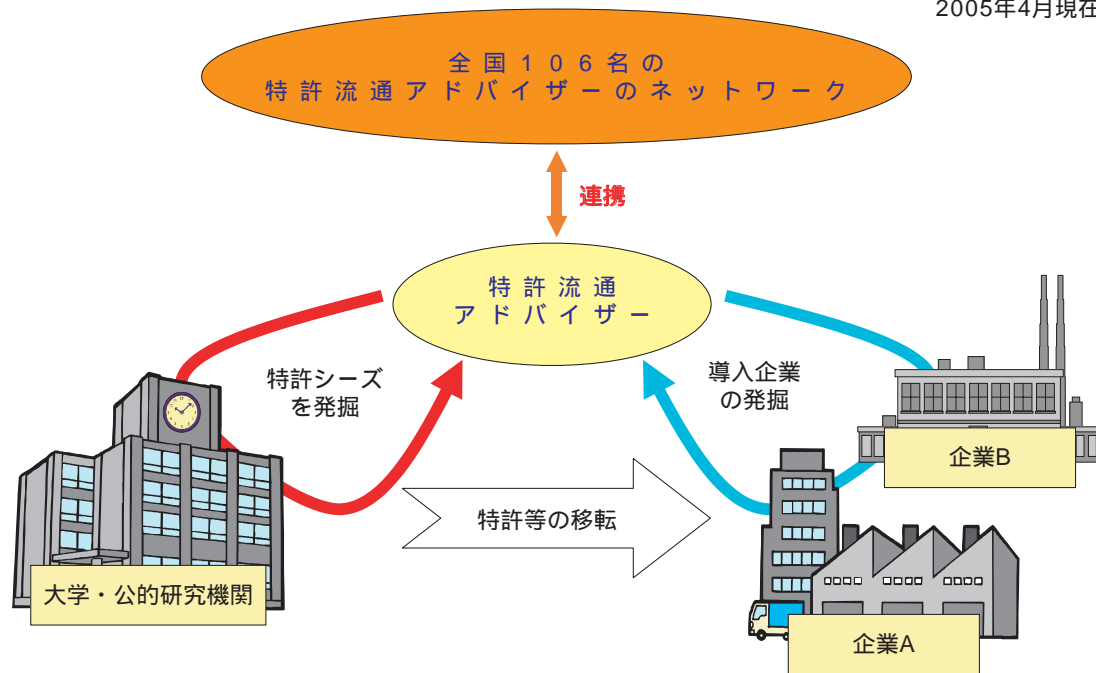 2005年4月現在
全国106名の
特許流通アドバイザーのネットワーク
連携
特許流通
アドバイザー
特許シーズ
を発掘
導入企業
の発掘
企業B
特許等の移転
大学・公的研究機関
企業A